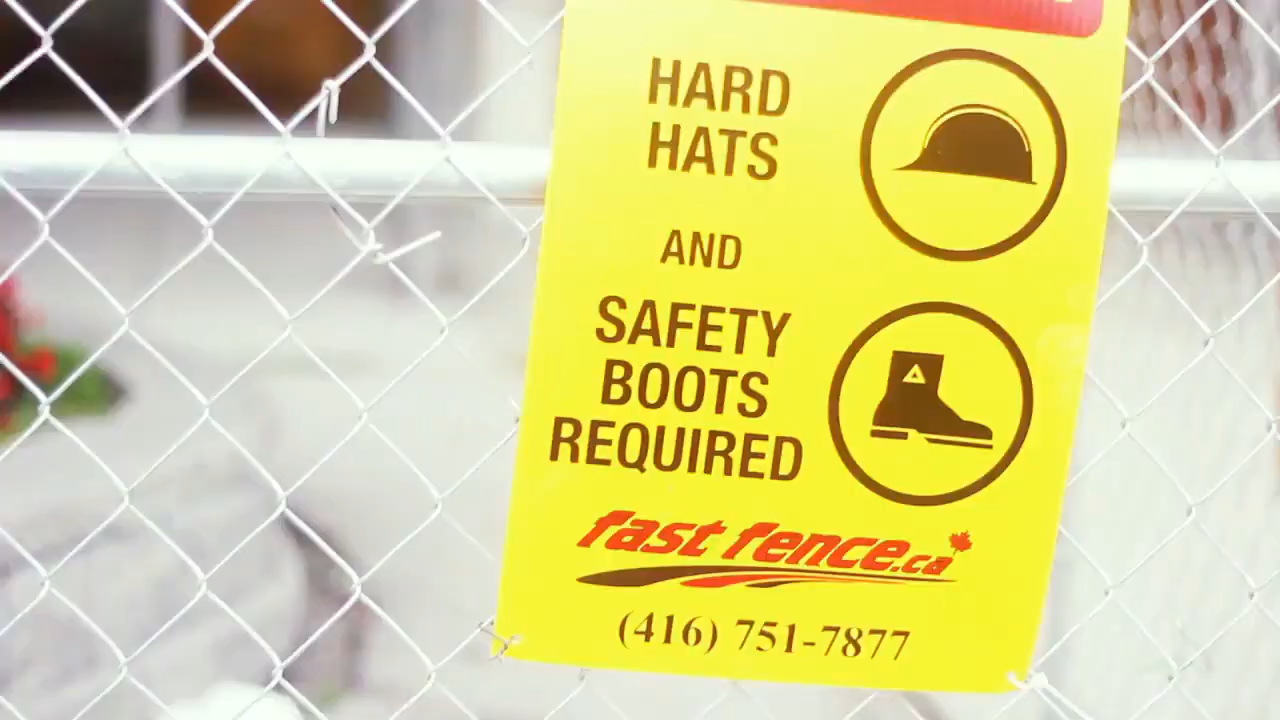 HARD
HATS
AND
SAFETY
BOOTS
REQUIRED
fast fence.ca
(416) 751-7877